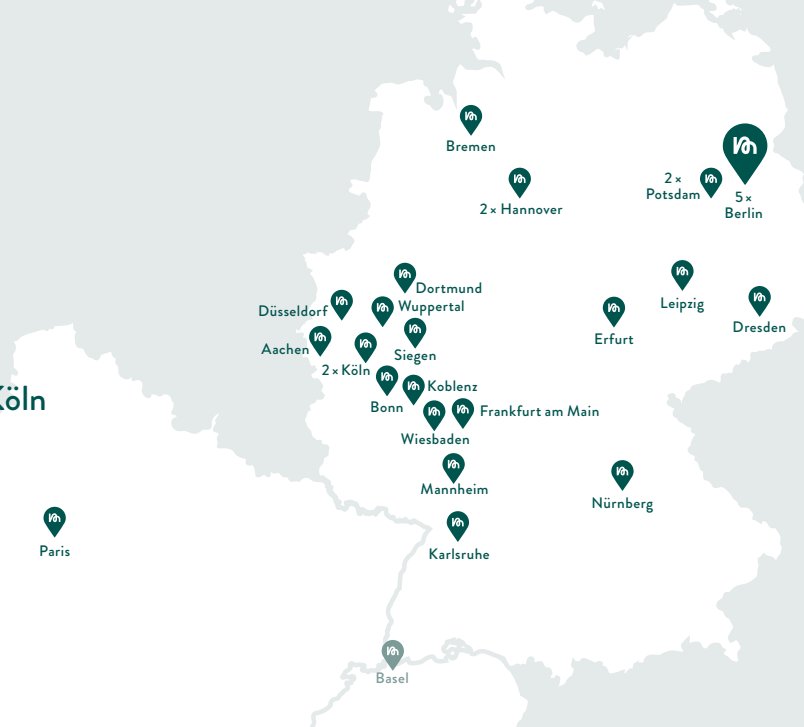 Bremen
2× Hannover
2×
Potsdam
5×
Berlin
Dortmund
Düsseldorf
Wuppertal
Leipzig
Dresden
Erfurt
Aachen
Siegen
2× Köln
Köln
Bonn
Koblenz
Frankfurt am Main
Wiesbaden
Mannheim
Nürnberg
Paris
Karlsruhe
Basel